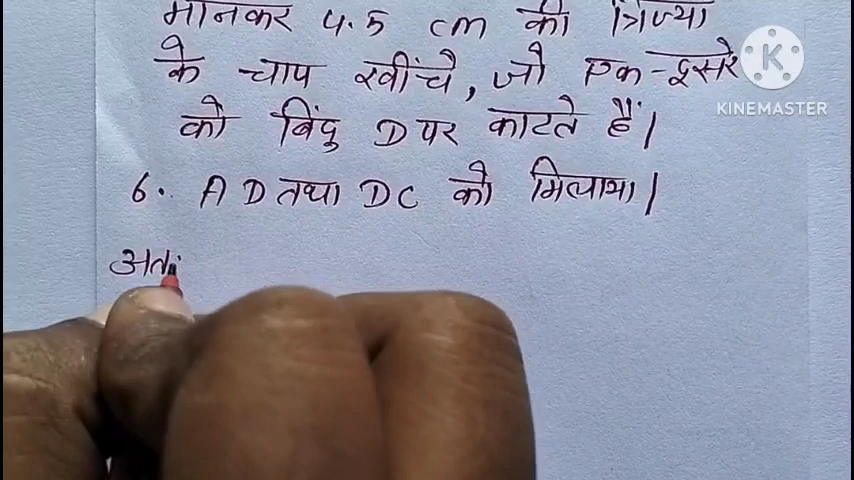 मानकर 4.5 cm की त्रिज्या
के चाप खींचे, जो एक-दूसरे
को बिंदु D पर काटते हैं।
6. AD तथा DC को मिलाया।
अतः
KINEMASTER